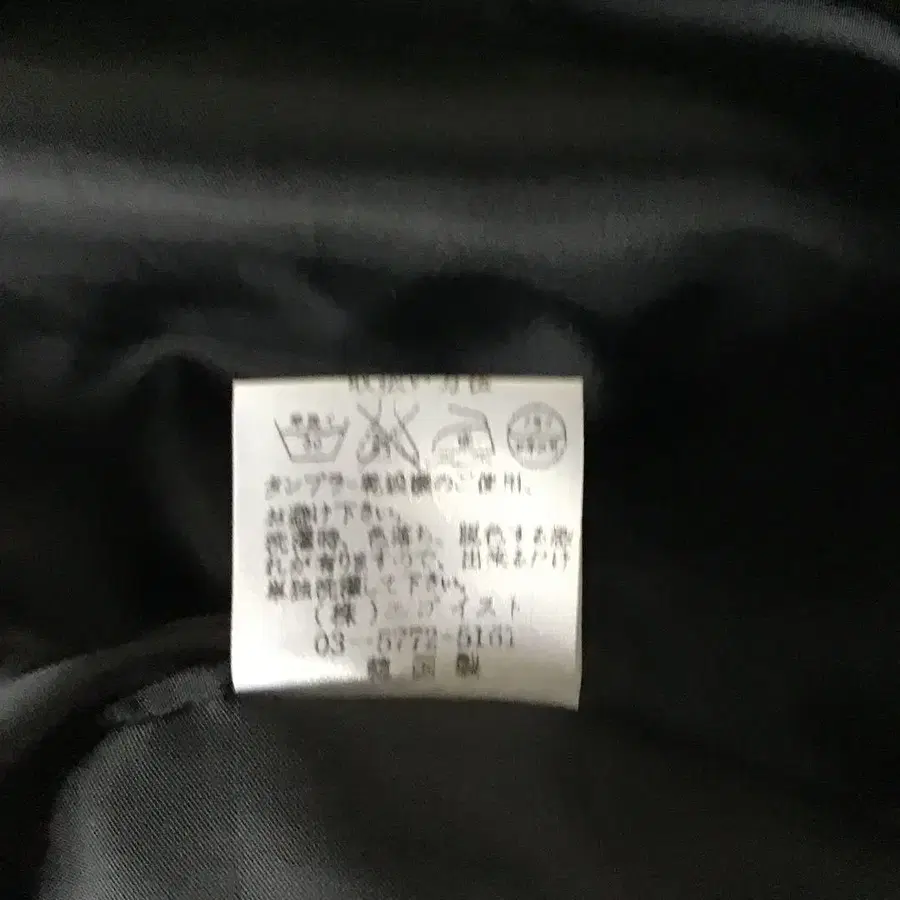 取扱い方法
タンブラー乾燥機のご使用、
お避け下さい。
洗濯時、色落ち、脱色する恐
れが有りますので、出来るだけ
単独洗濯して下さい。
(株)
03-5772-5161
韓国製